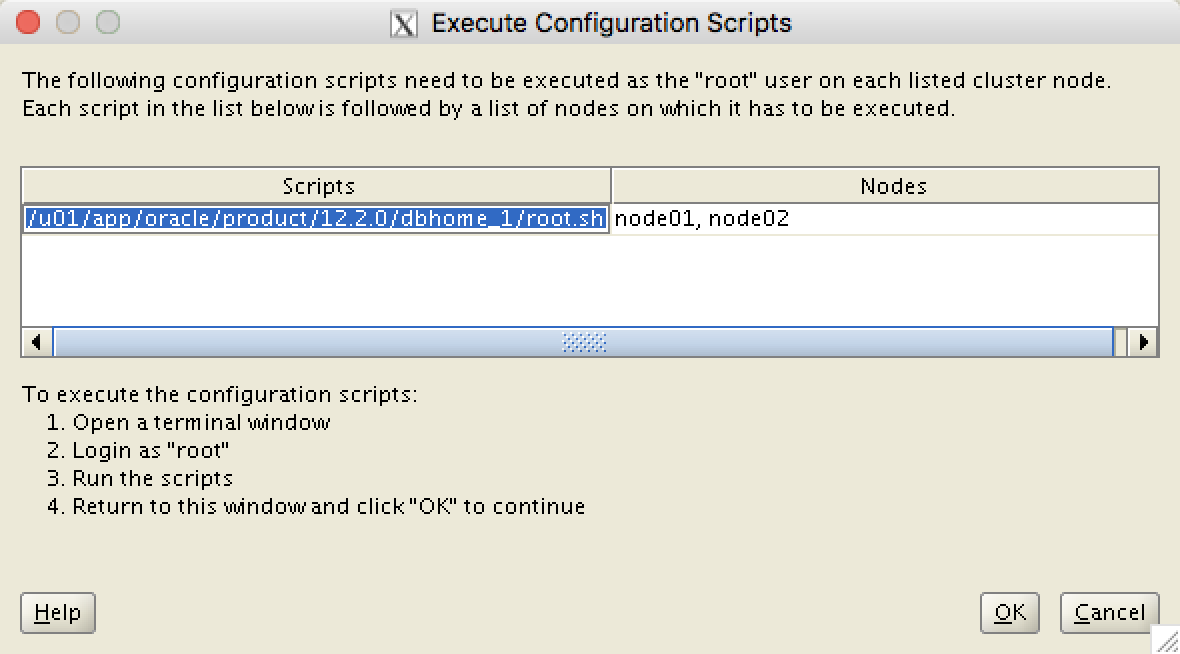 Execute Configuration Scripts
The following configuration scripts need to be executed as the "root" user on each listed cluster node.
Each script in the list below is followed by a list of nodes on which it has to be executed.
Scripts Nodes
/u01/app/oracle/product/12.2.0/dbhome_1/root.sh node01, node02
To execute the configuration scripts:
1. Open a terminal window
2. Login as "root"
3. Run the scripts
4. Return to this window and click "OK" to continue
Help OK Cancel